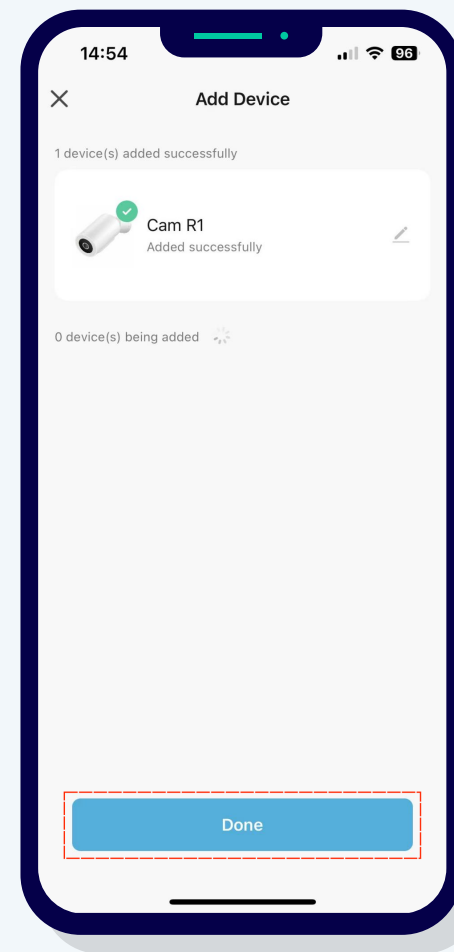 14:54
96
Add Device
1 device(s) added successfully
Cam R1
Added successfully
0 device(s) being added
Done